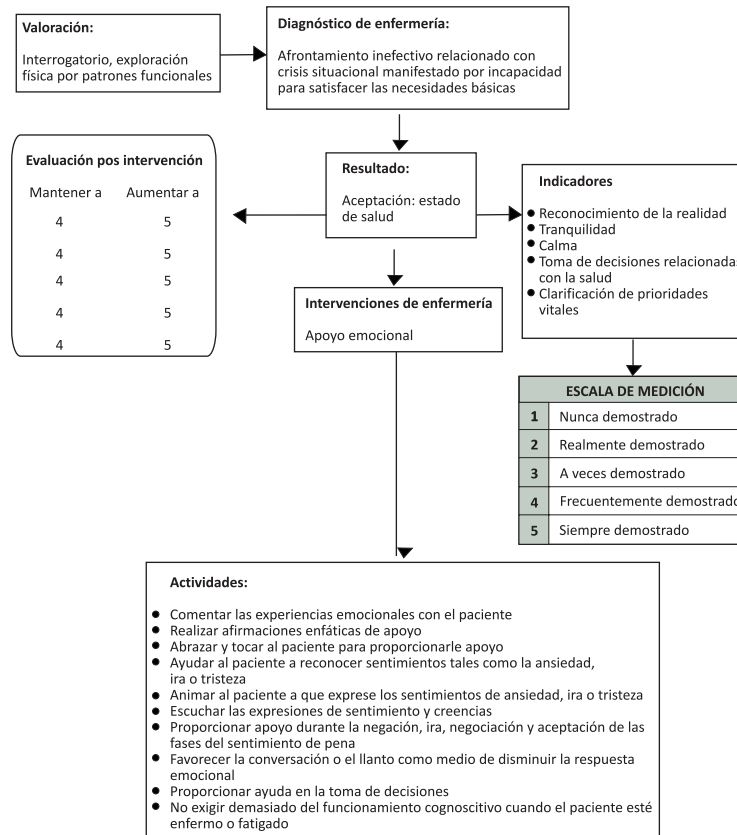 Valoración:
Interrogatorio, exploración
física por patrones funcionales
Diagnóstico de enfermería:
Afrontamiento inefectivo relacionado con
crisis situacional manifestado por incapacidad
para satisfacer las necesidades básicas
Evaluación pos intervención
Mantener a Aumentar a
4 5
4 5
4 5
4 5
4 5
Resultado:
Aceptación: estado
de salud
Indicadores
● Reconocimiento de la realidad
● Tranquilidad
● Calma
● Toma de decisiones relacionadas
con la salud
● Clarificación de prioridades
vitales
Intervenciones de enfermería
Apoyo emocional
ESCALA DE MEDICIÓN
1 Nunca demostrado
2 Realmente demostrado
3 A veces demostrado
4 Frecuentemente demostrado
5 Siempre demostrado
Actividades:
● Comentar las experiencias emocionales con el paciente
● Realizar afirmaciones enfáticas de apoyo
● Abrazar y tocar al paciente para proporcionarle apoyo
● Ayudar al paciente a reconocer sentimientos tales como la ansiedad,
ira o tristeza
● Animar al paciente a que exprese los sentimientos de ansiedad, ira o tristeza
● Escuchar las expresiones de sentimiento y creencias
● Proporcionar apoyo durante la negación, ira, negociación y aceptación de las
fases del sentimiento de pena
● Favorecer la conversación o el llanto como medio de disminuir la respuesta
emocional
● Proporcionar ayuda en la toma de decisiones
● No exigir demasiado del funcionamiento cognoscitivo cuando el paciente esté
enfermo o fatigado